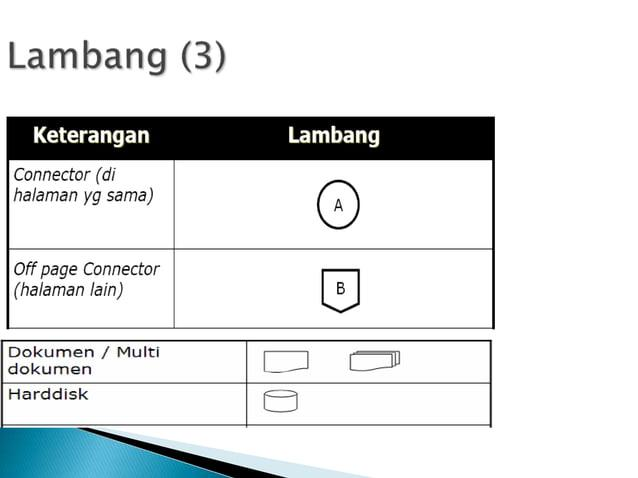 Lambang (3)
Keterangan Lambang
Connector (di
halaman yg sama)
A
Off page Connector
(halaman lain)
B
Dokumen / Multi
dokumen
Harddisk